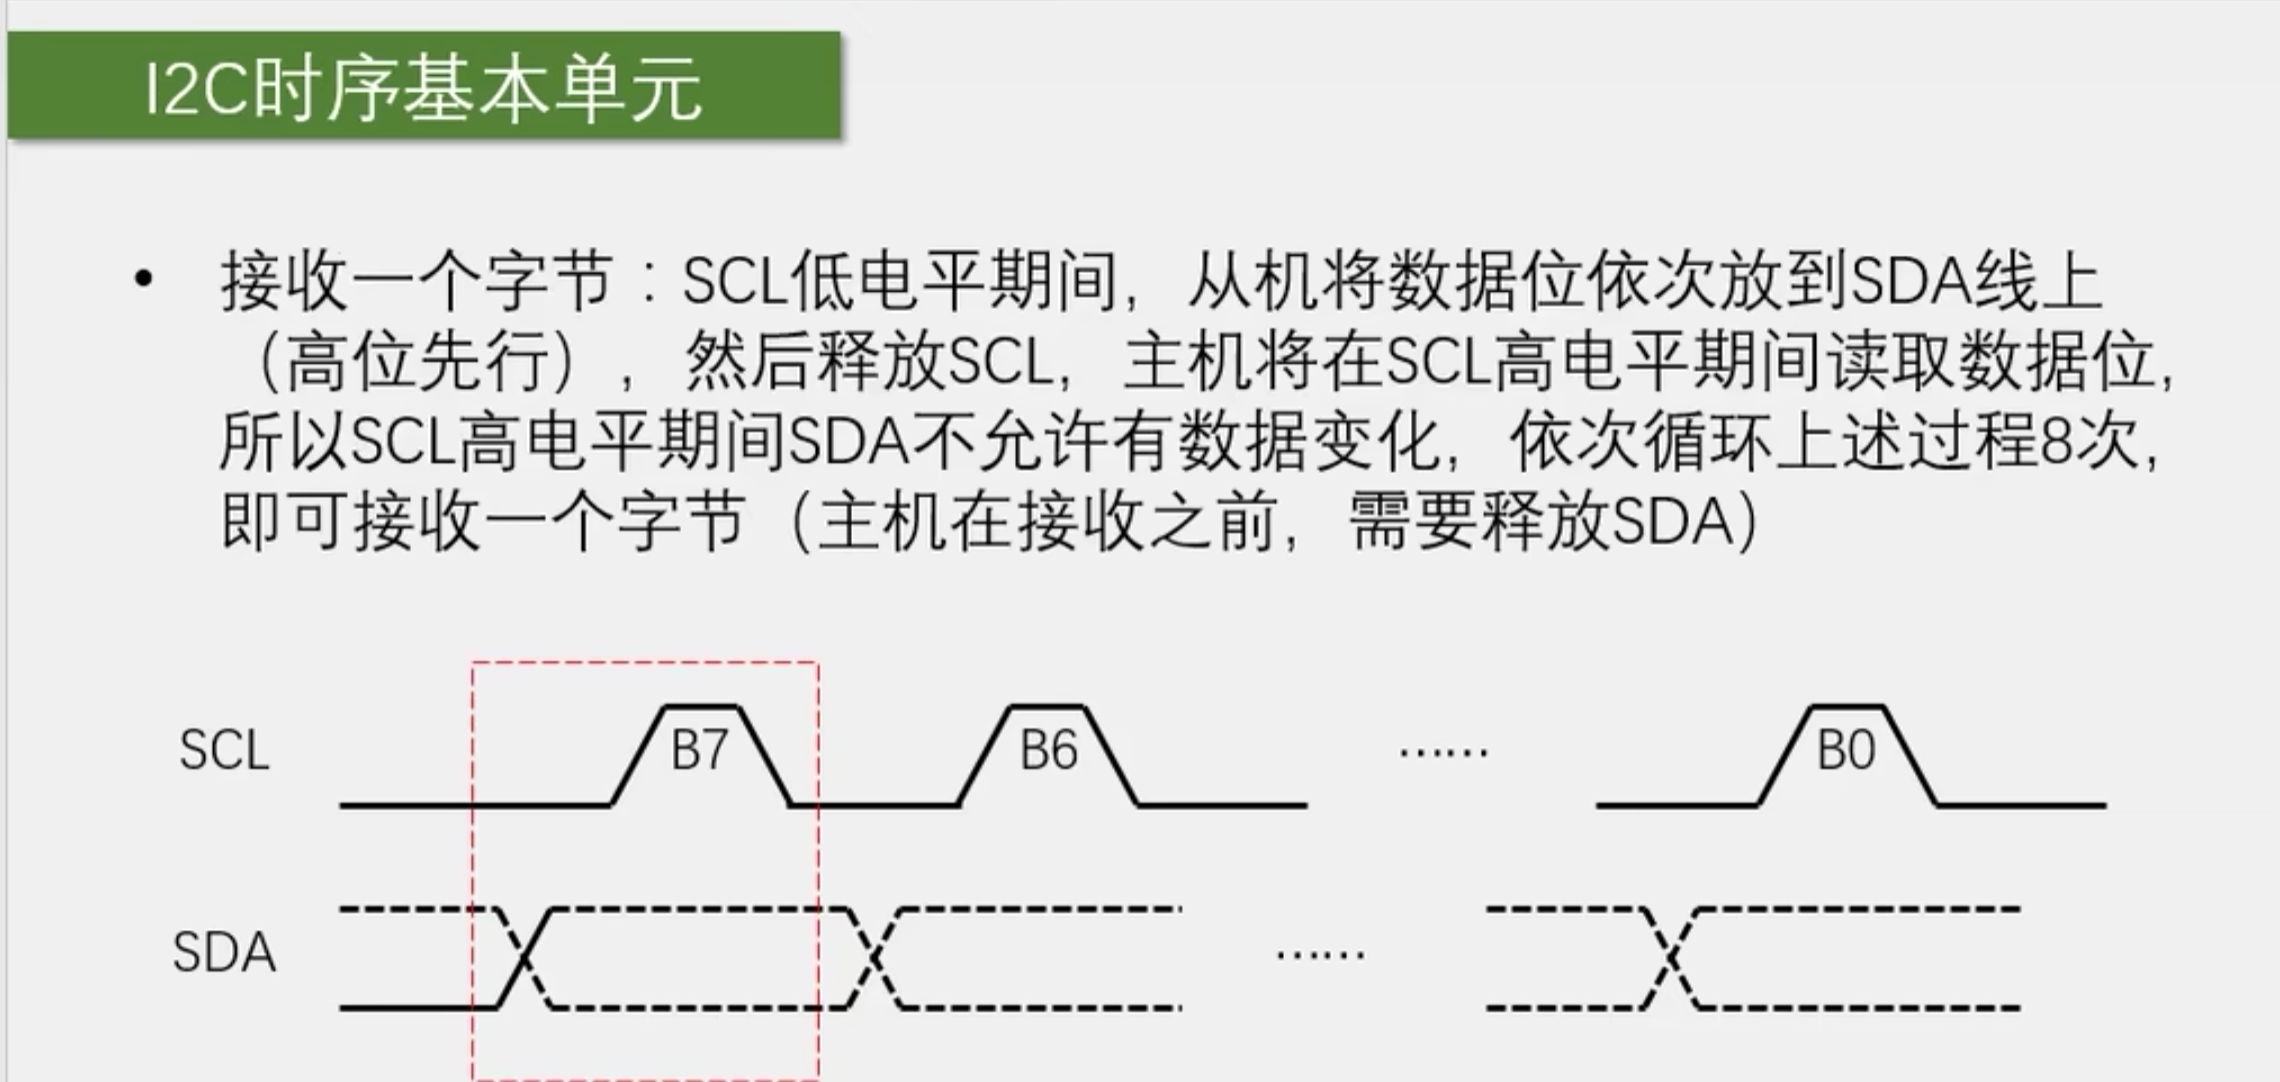 I2C时序基本单元
• 接收一个字节：SCL低电平期间，从机将数据位依次放到SDA线上
（高位先行），然后释放SCL，主机将在SCL高电平期间读取数据位，
所以SCL高电平期间SDA不允许有数据变化，依次循环上述过程8次，
即可接收一个字节（主机在接收之前，需要释放SDA）
SCL B7 B6 …… B0
SDA ……